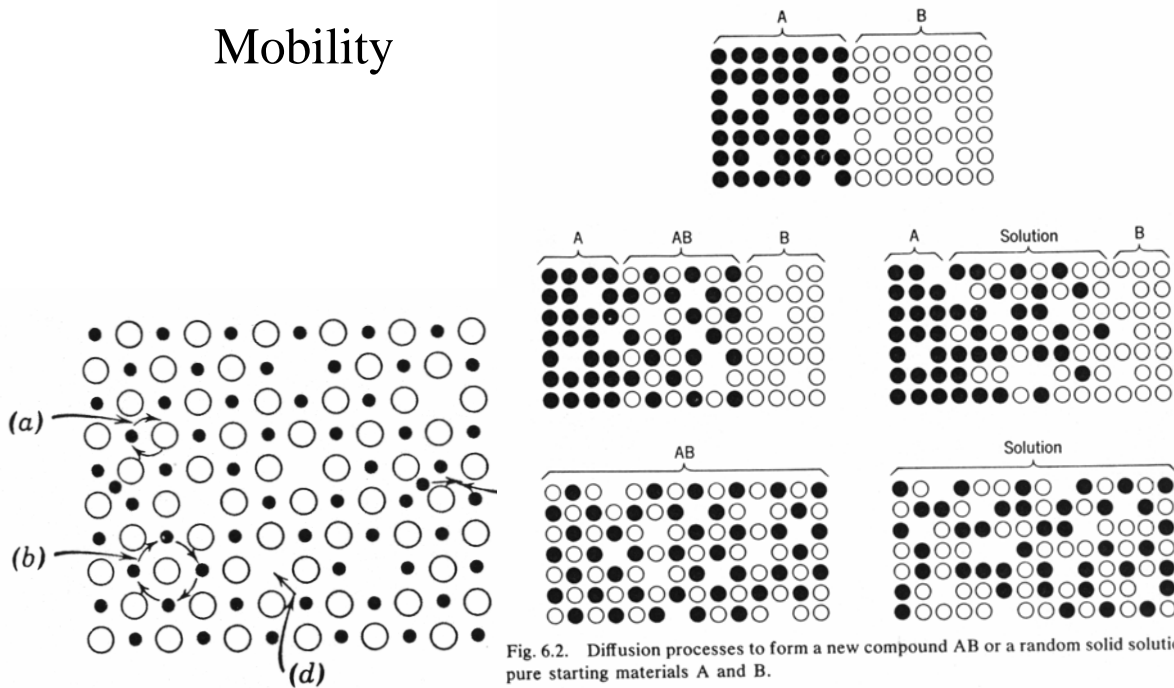 Mobility
A
B
A
AB
B
A
Solution
B
(a)
(b)
(d)
AB
Solution
Fig. 6.2. Diffusion processes to form a new compound AB or a random solid
pure starting materials A and B.